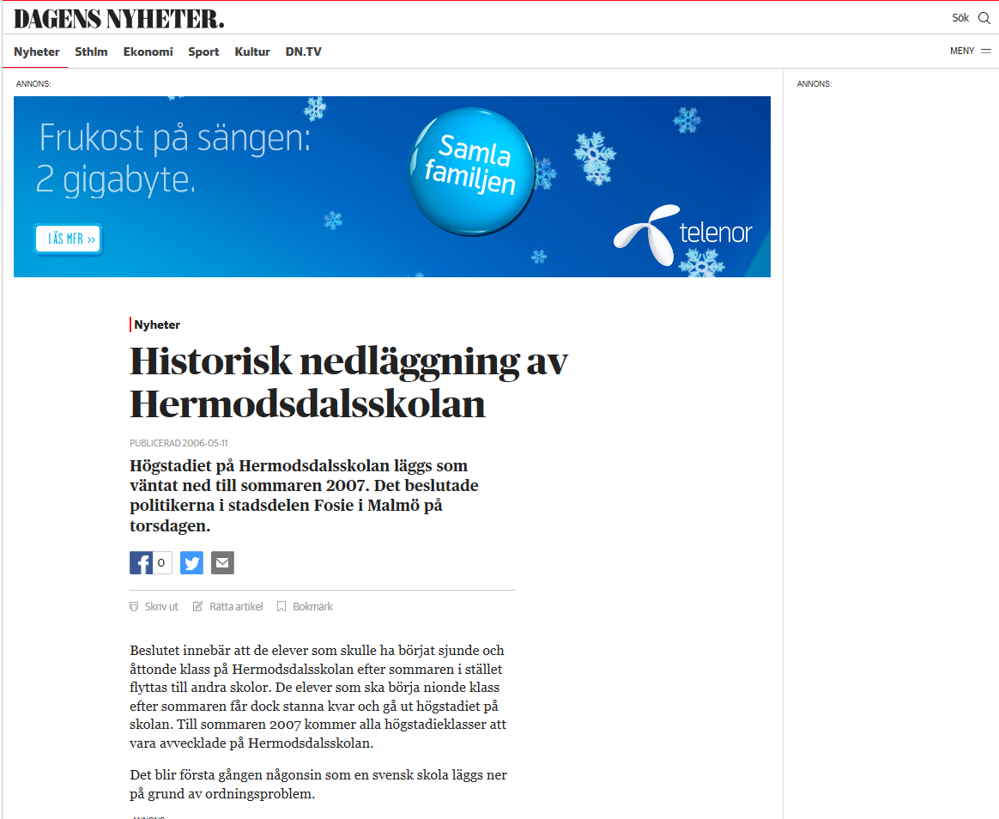 DAGENS NYHETER.
Sök
Nyheter Sthlm Ekonomi Sport Kultur DN.TV
MENY
ANNONS:
ANNONS:
Frukost på sängen:
2 gigabyte.
Samla
familjen
LÄS MER »
telenor
Nyheter
Historisk nedläggning av
Hermodsdalsskolan
PUBLICERAD 2006-05-11
Högstadiet på Hermodsdalsskolan läggs som
väntat ned till sommaren 2007. Det beslutade
politikerna i stadsdelen Fosie i Malmö på
torsdagen.
0
Skriv ut Rätta artikel Bokmärk
Beslutet innebär att de elever som skulle ha börjat sjunde och
åttonde klass på Hermodsdalsskolan efter sommaren i stället
flyttas till andra skolor. De elever som ska börja nionde klass
efter sommaren får dock stanna kvar och gå ut högstadiet på
skolan. Till sommaren 2007 kommer alla högstadieklasser att
vara avvecklade på Hermodsdalsskolan.
Det blir första gången någonsin som en svensk skola läggs ner
på grund av ordningsproblem.
ANNONS: